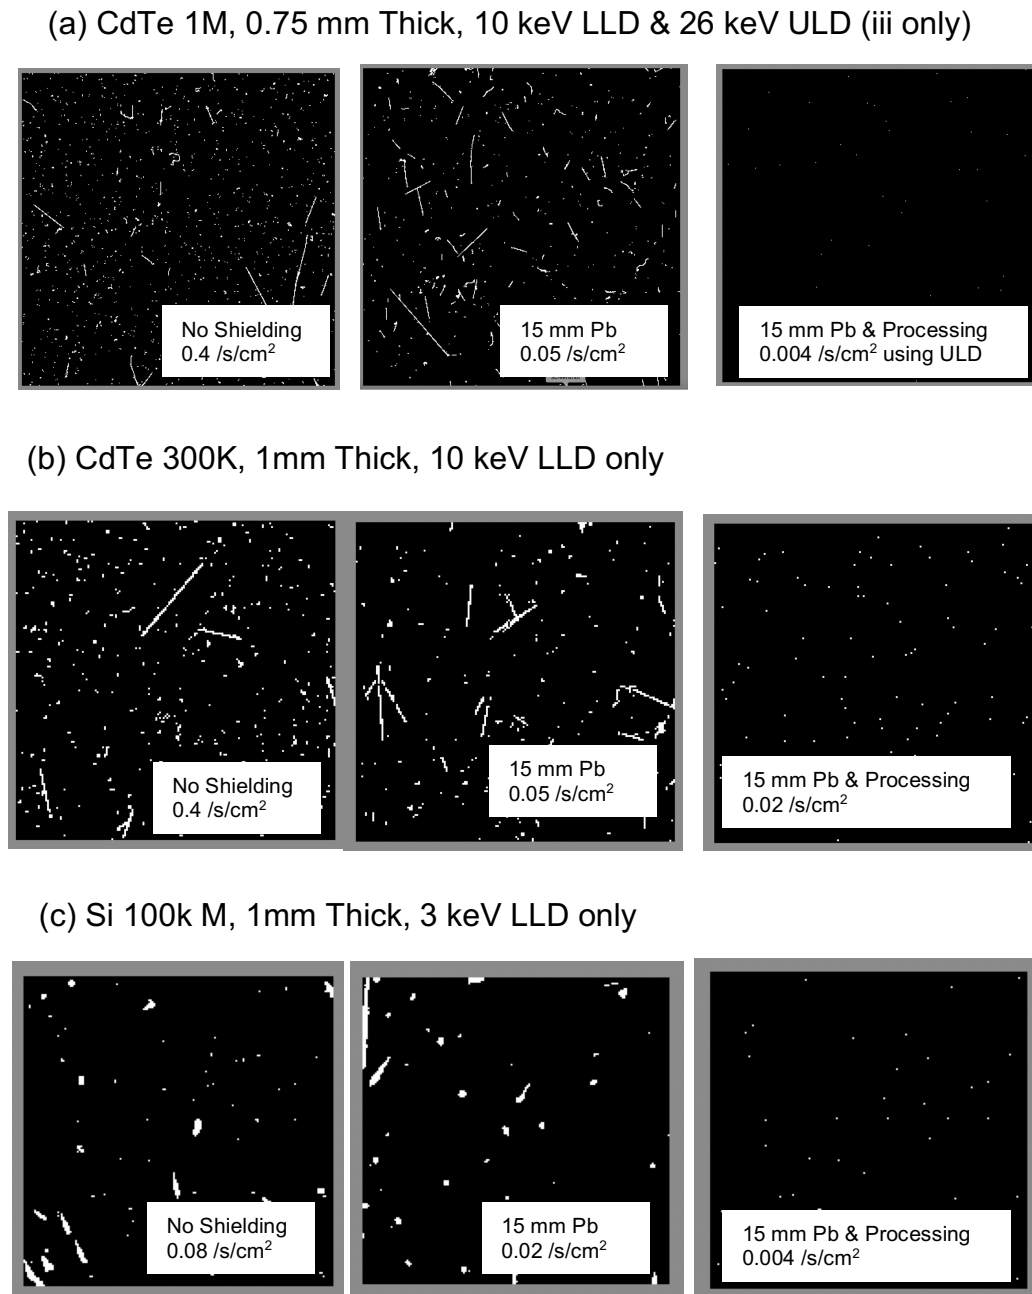 (a) CdTe 1M, 0.75 mm Thick, 10 keV LLD & 26 keV ULD (iii only)
No Shielding
0.4 /s/cm²
15 mm Pb
0.05 /s/cm²
15 mm Pb & Processing
0.004 /s/cm² using ULD
(b) CdTe 300K, 1mm Thick, 10 keV LLD only
No Shielding
0.4 /s/cm²
15 mm Pb
0.05 /s/cm²
15 mm Pb & Processing
0.02 /s/cm²
(c) Si 100k M, 1mm Thick, 3 keV LLD only
No Shielding
0.08 /s/cm²
15 mm Pb
0.02 /s/cm²
15 mm Pb & Processing
0.004 /s/cm²